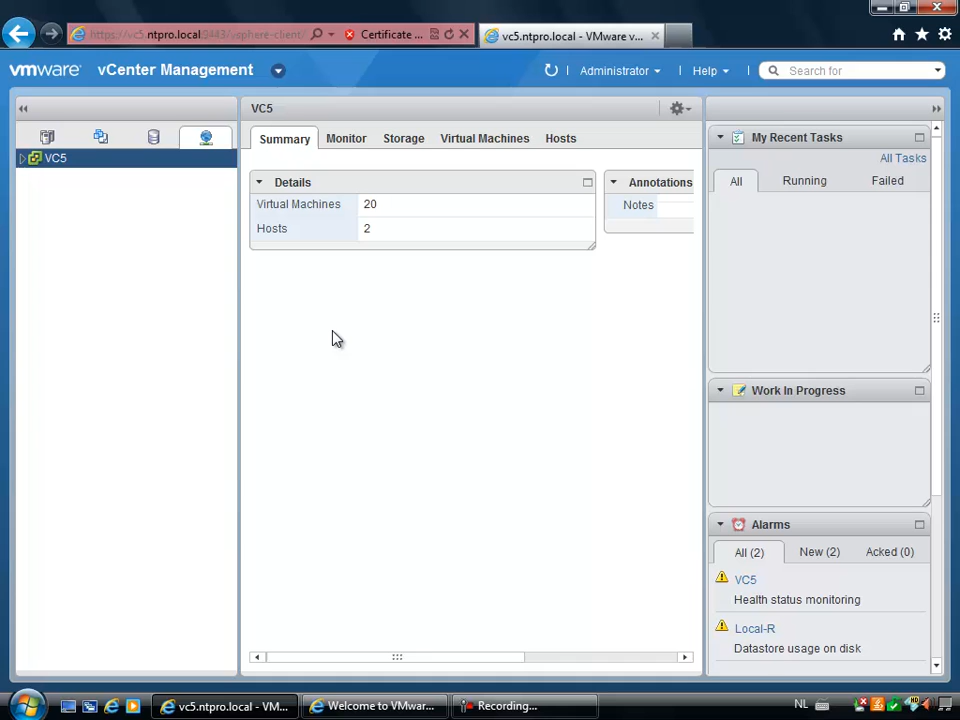 https://vc5.ntpro.local:9443/vsphere-client/
Certificate ...
vc5.ntpro.local - VMware v...
vmware
vCenter Management
Administrator
Help
Search for
VC5
VC5
Summary
Monitor
Storage
Virtual Machines
Hosts
Details
Virtual Machines 20
Hosts 2
Annotations
Notes
My Recent Tasks
All Tasks
All
Running
Failed
Work In Progress
Alarms
All (2)
New (2)
Acked (0)
VC5
Health status monitoring
Local-R
Datastore usage on disk
vc5.ntpro.local - VM...
Welcome to VMwar...
Recording...
NL